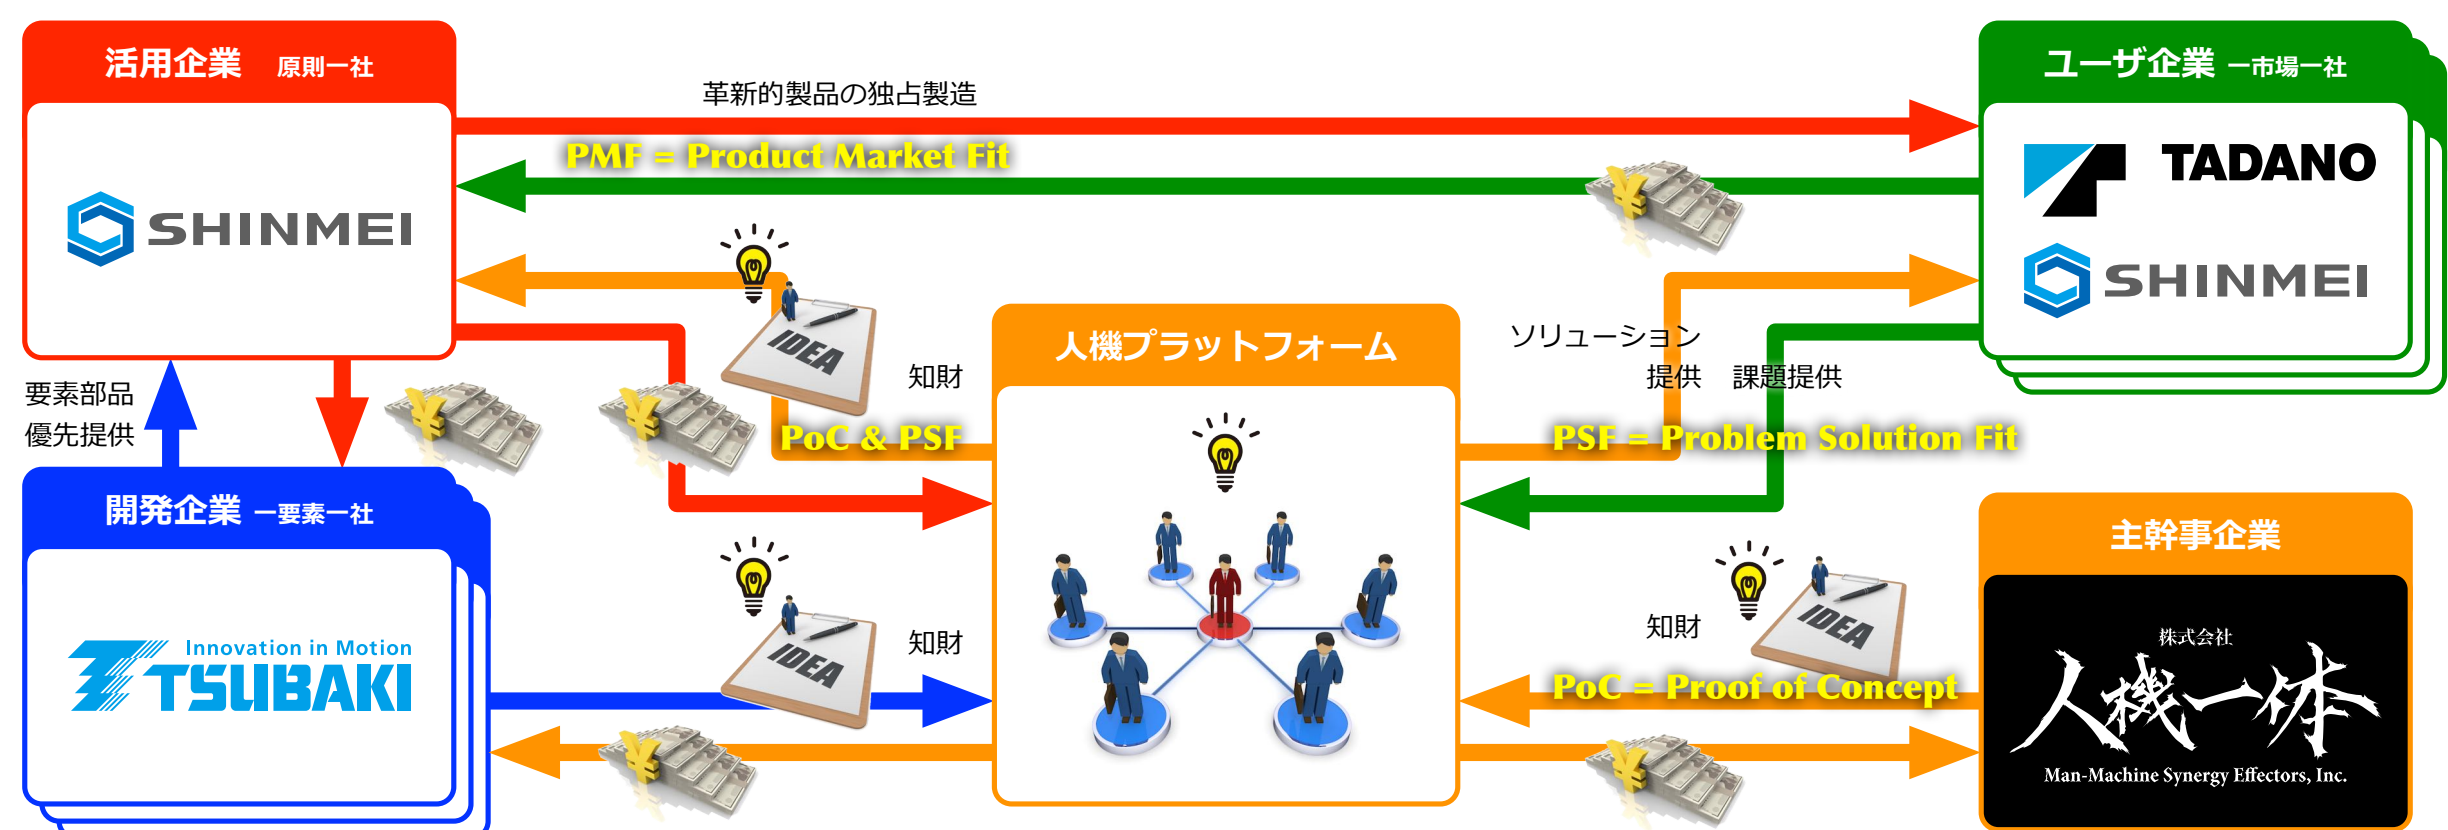 活用企業 原則一社
SHINMEI
革新的製品の独占製造
PMF = Product Market Fit
ユーザ企業 一市場一社
TADANO
SHINMEI
要素部品
優先提供
IDEA
知財
PoC & PSF
人機プラットフォーム
ソリューション
提供
課題提供
PSF = Problem Solution Fit
開発企業 一要素一社
Innovation in Motion
TSUBAKI
IDEA
知財
知財
IDEA
PoC = Proof of Concept
主幹事企業
株式会社
人機一体
Man-Machine Synergy Effectors, Inc.